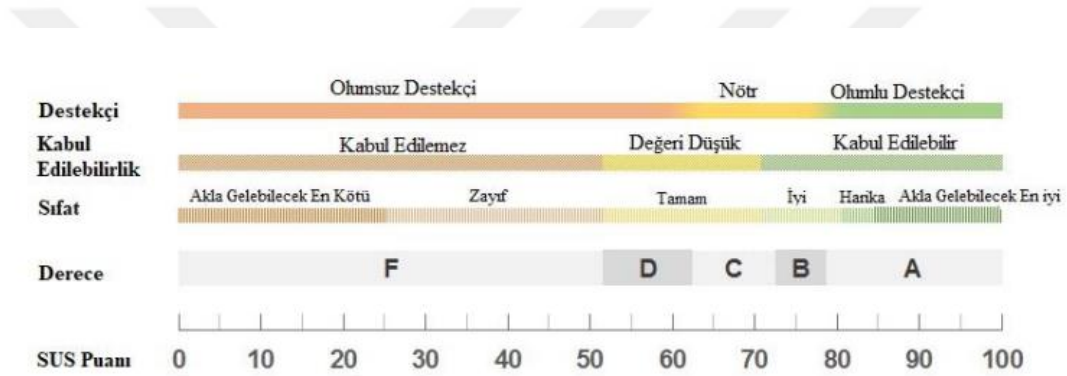 Olumsuz Destekçi Nötr Olumlu Destekçi
Destekçi
Kabul Edilebilirlik
Kabul Edilemez Değeri Düşük Kabul Edilebilir
Akla Gelebilecek En Kötü Zayıf Tamam İyi Harika Akla Gelebilecek En iyi
Sıfat
Derece F D C B A
SUS Puanı 0 10 20 30 40 50 60 70 80 90 100